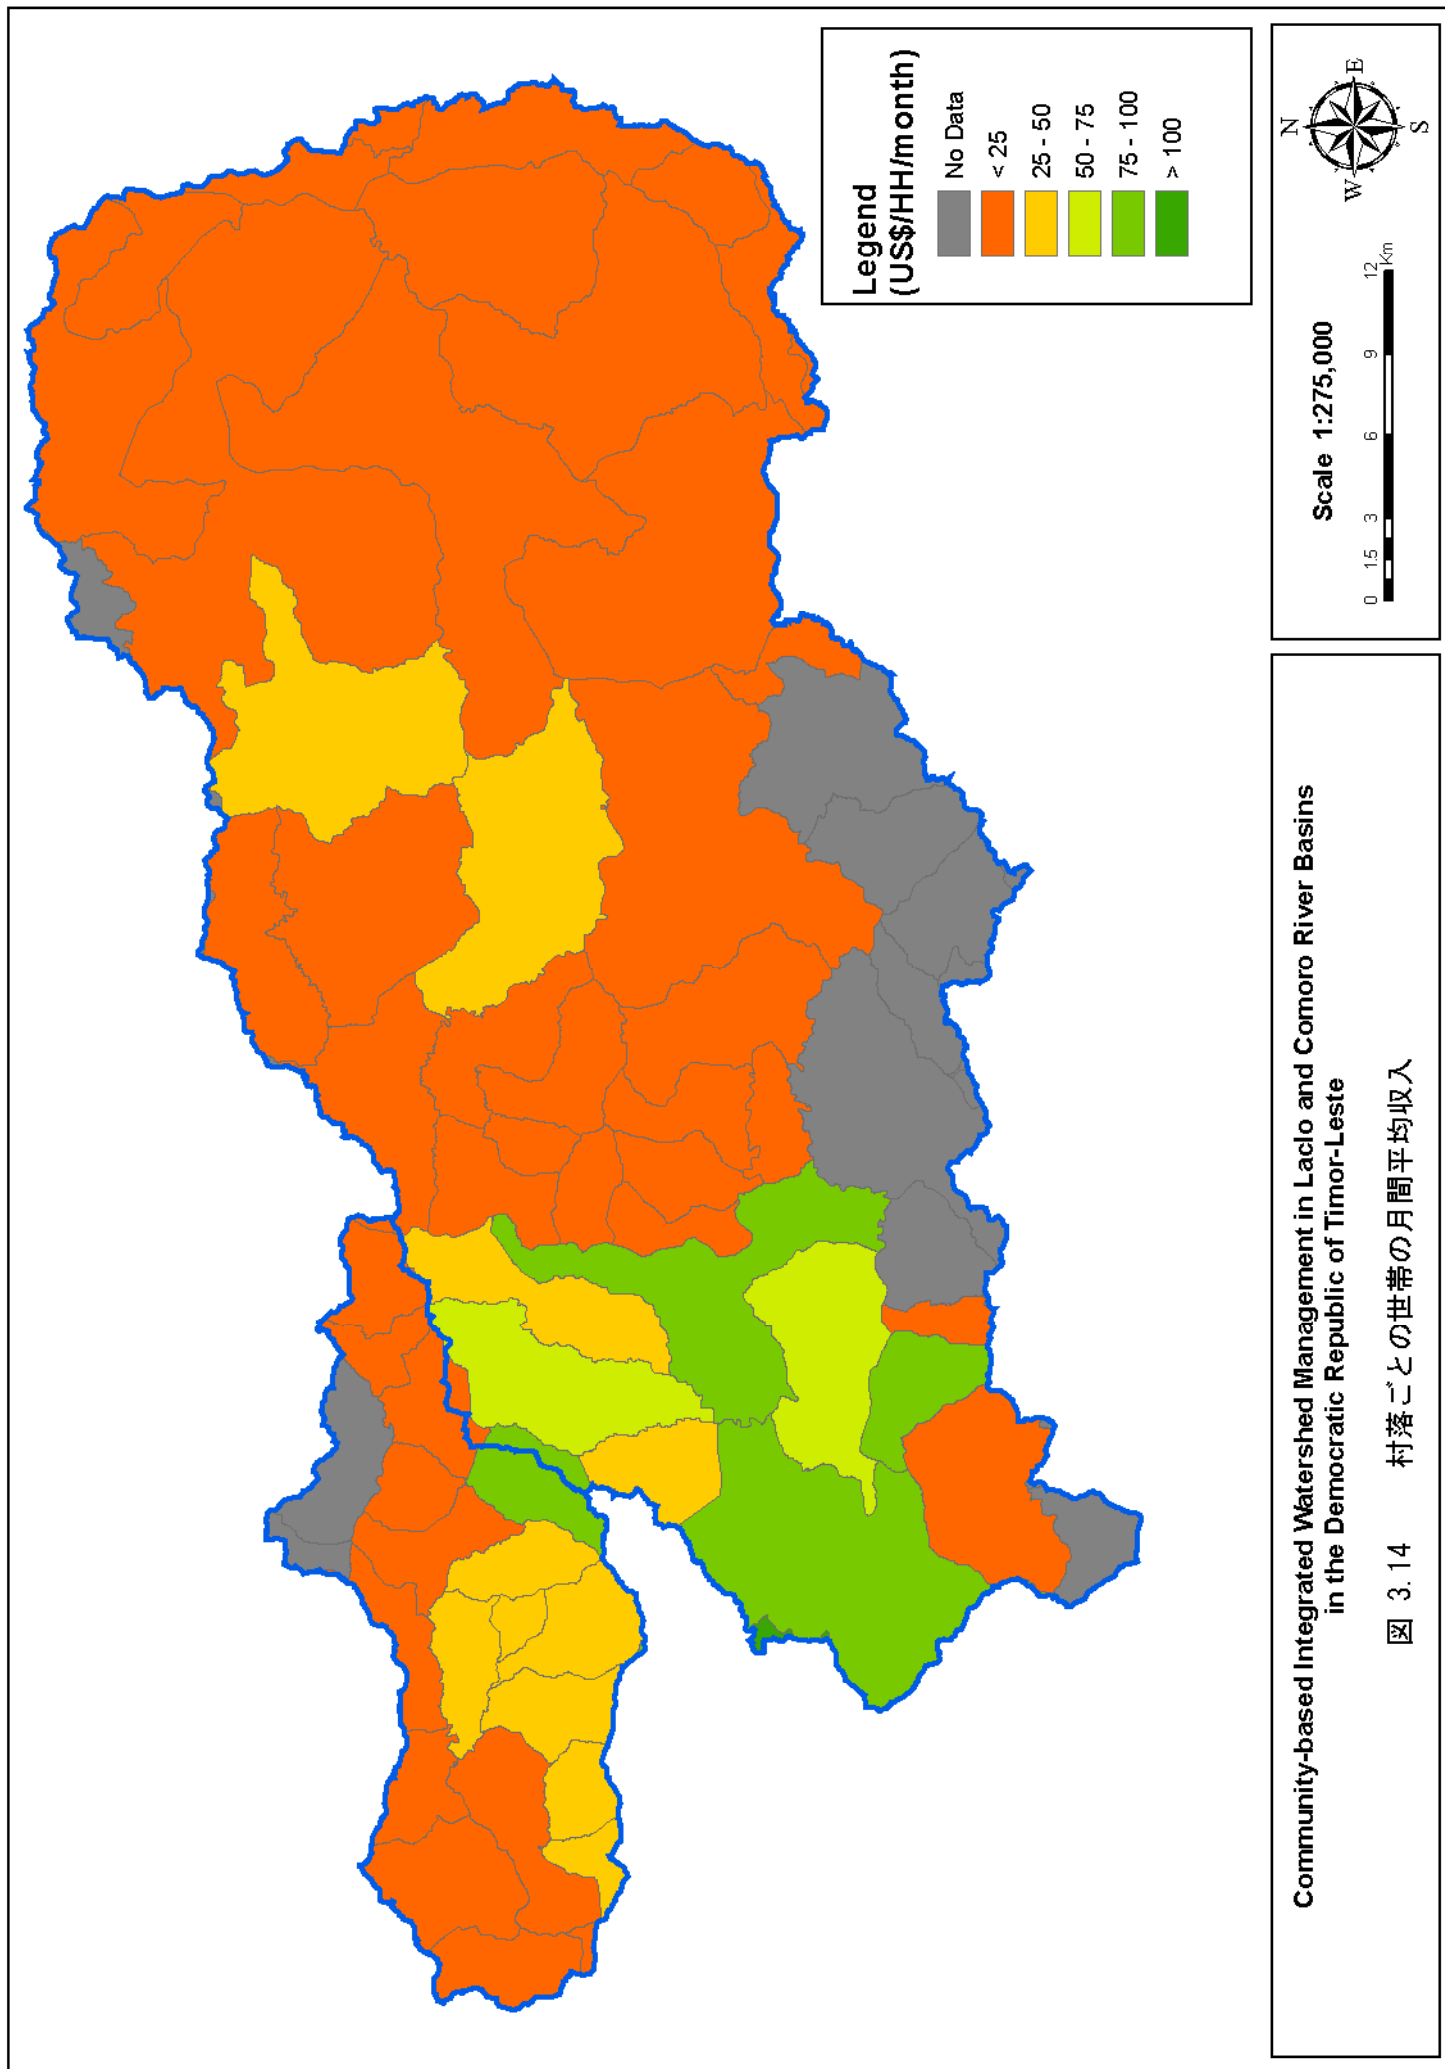 Legend
(US$/HH/month)
No Data
< 25
25 - 50
50 - 75
75 - 100
> 100
Community-based Integrated Watershed Management in Laclo and Comoro River Basins
in the Democratic Republic of Timor-Leste
図 3.14 村落ごとの世帯の月間平均収入
Scale 1:275,000
0 1.5 3 6 9 12
Km
N
W E
S